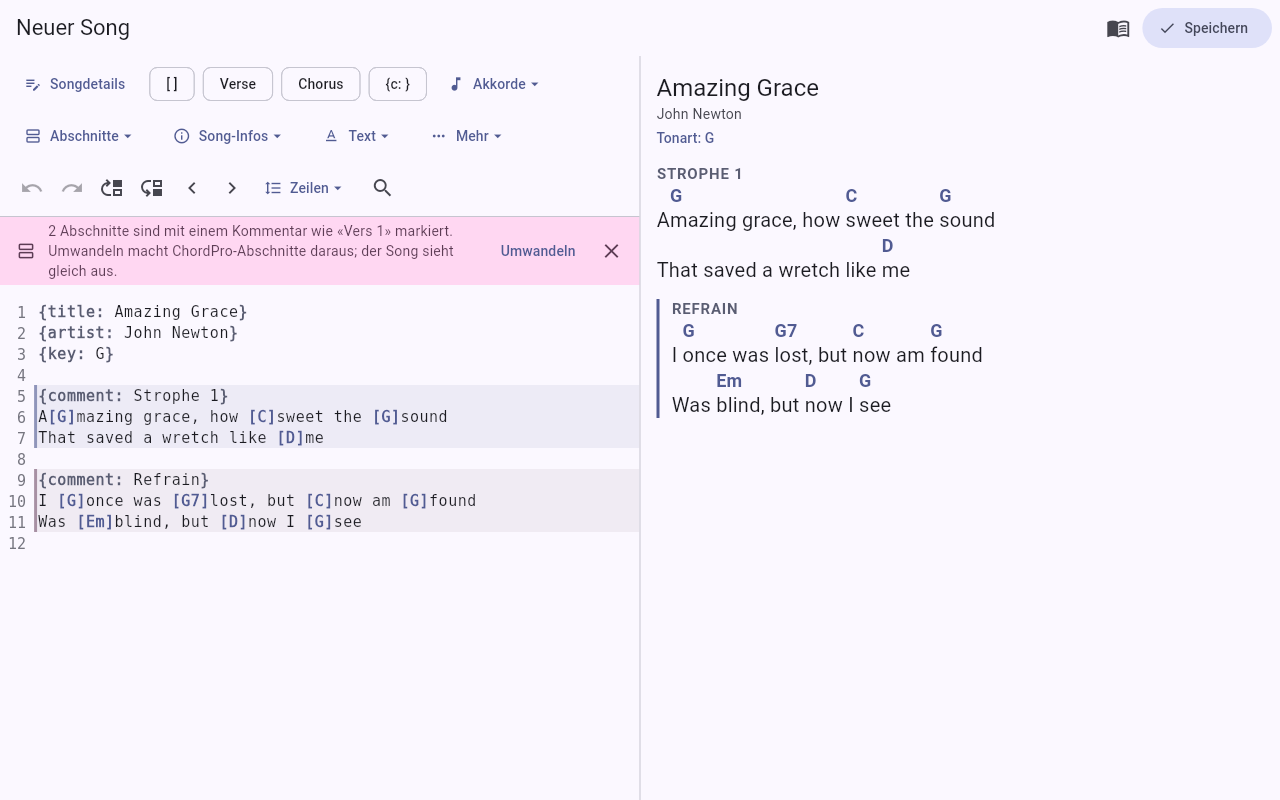 Neuer Song
Speichern
Songdetails [ ] Verse Chorus {c: } Akkorde
Abschnitte Song-Infos Text Mehr
Zeilen
2 Abschnitte sind mit einem Kommentar wie «Vers 1» markiert.
Umwandeln macht ChordPro-Abschnitte daraus; der Song sieht
gleich aus.
Umwandeln
1 {title: Amazing Grace}
2 {artist: John Newton}
3 {key: G}
4
5 {comment: Strophe 1}
6 A[G]mazing grace, how [C]sweet the [G]sound
7 That saved a wretch like [D]me
8
9 {comment: Refrain}
10 I [G]once was [G7]lost, but [C]now am [G]found
11 Was [Em]blind, but [D]now I [G]see
12
Amazing Grace
John Newton
Tonart: G
STROPHE 1
G C G
Amazing grace, how sweet the sound
D
That saved a wretch like me
REFRAIN
G G7 C G
I once was lost, but now am found
Em D G
Was blind, but now I see